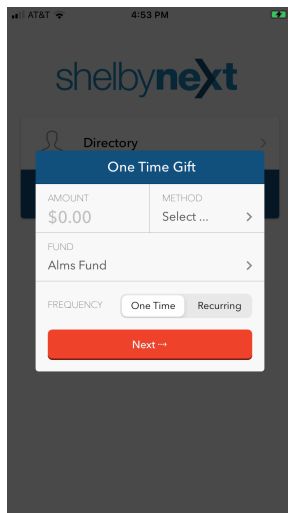 AT&T
4:53 PM
shelbynext
Directory
One Time Gift
AMOUNT
METHOD
$0.00
Select ...
FUND
Alms Fund
FREQUENCY
One Time
Recurring
Next